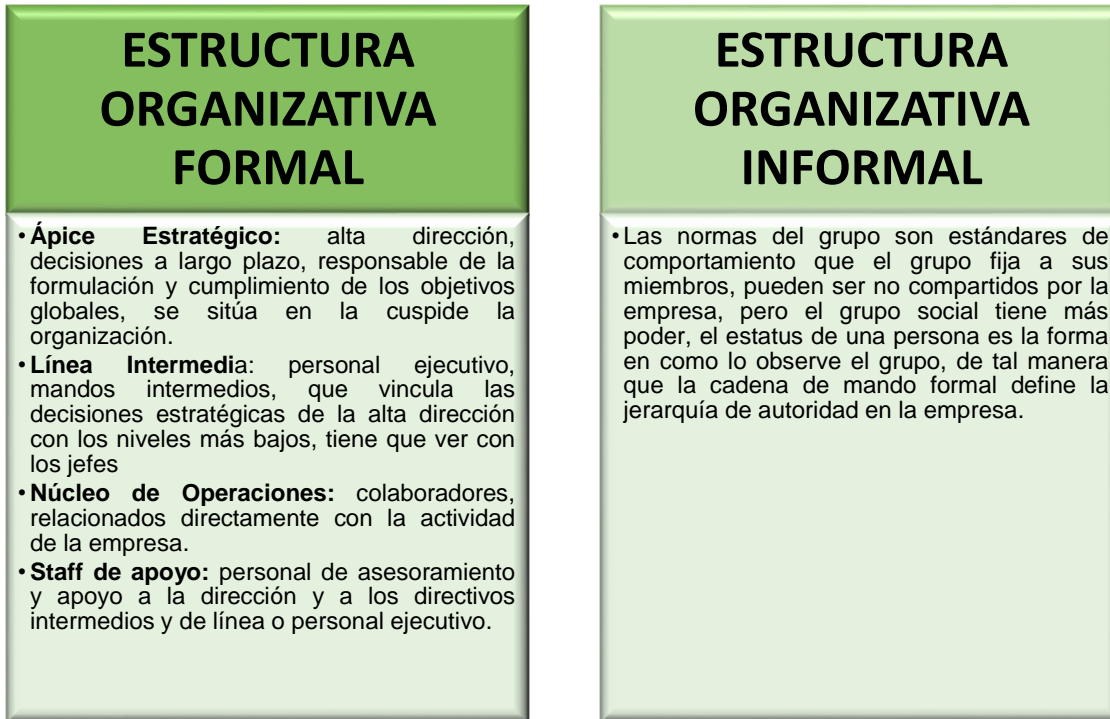 ESTRUCTURA
ORGANIZATIVA
FORMAL
• Ápice Estratégico: alta dirección,
decisiones a largo plazo, responsable de la
formulación y cumplimiento de los objetivos
globales, se sitúa en la cuspide la
organización.
• Línea Intermedia: personal ejecutivo,
mandos intermedios, que vincula las
decisiones estratégicas de la alta dirección
con los niveles más bajos, tiene que ver con
los jefes
• Núcleo de Operaciones: colaboradores,
relacionados directamente con la actividad
de la empresa.
• Staff de apoyo: personal de asesoramiento
y apoyo a la dirección y a los directivos
intermedios y de línea o personal ejecutivo.
ESTRUCTURA
ORGANIZATIVA
INFORMAL
• Las normas del grupo son estándares de
comportamiento que el grupo fija a sus
miembros, pueden ser no compartidos por la
empresa, pero el grupo social tiene más
poder, el estatus de una persona es la forma
en como lo observe el grupo, de tal manera
que la cadena de mando formal define la
jerarquía de autoridad en la empresa.